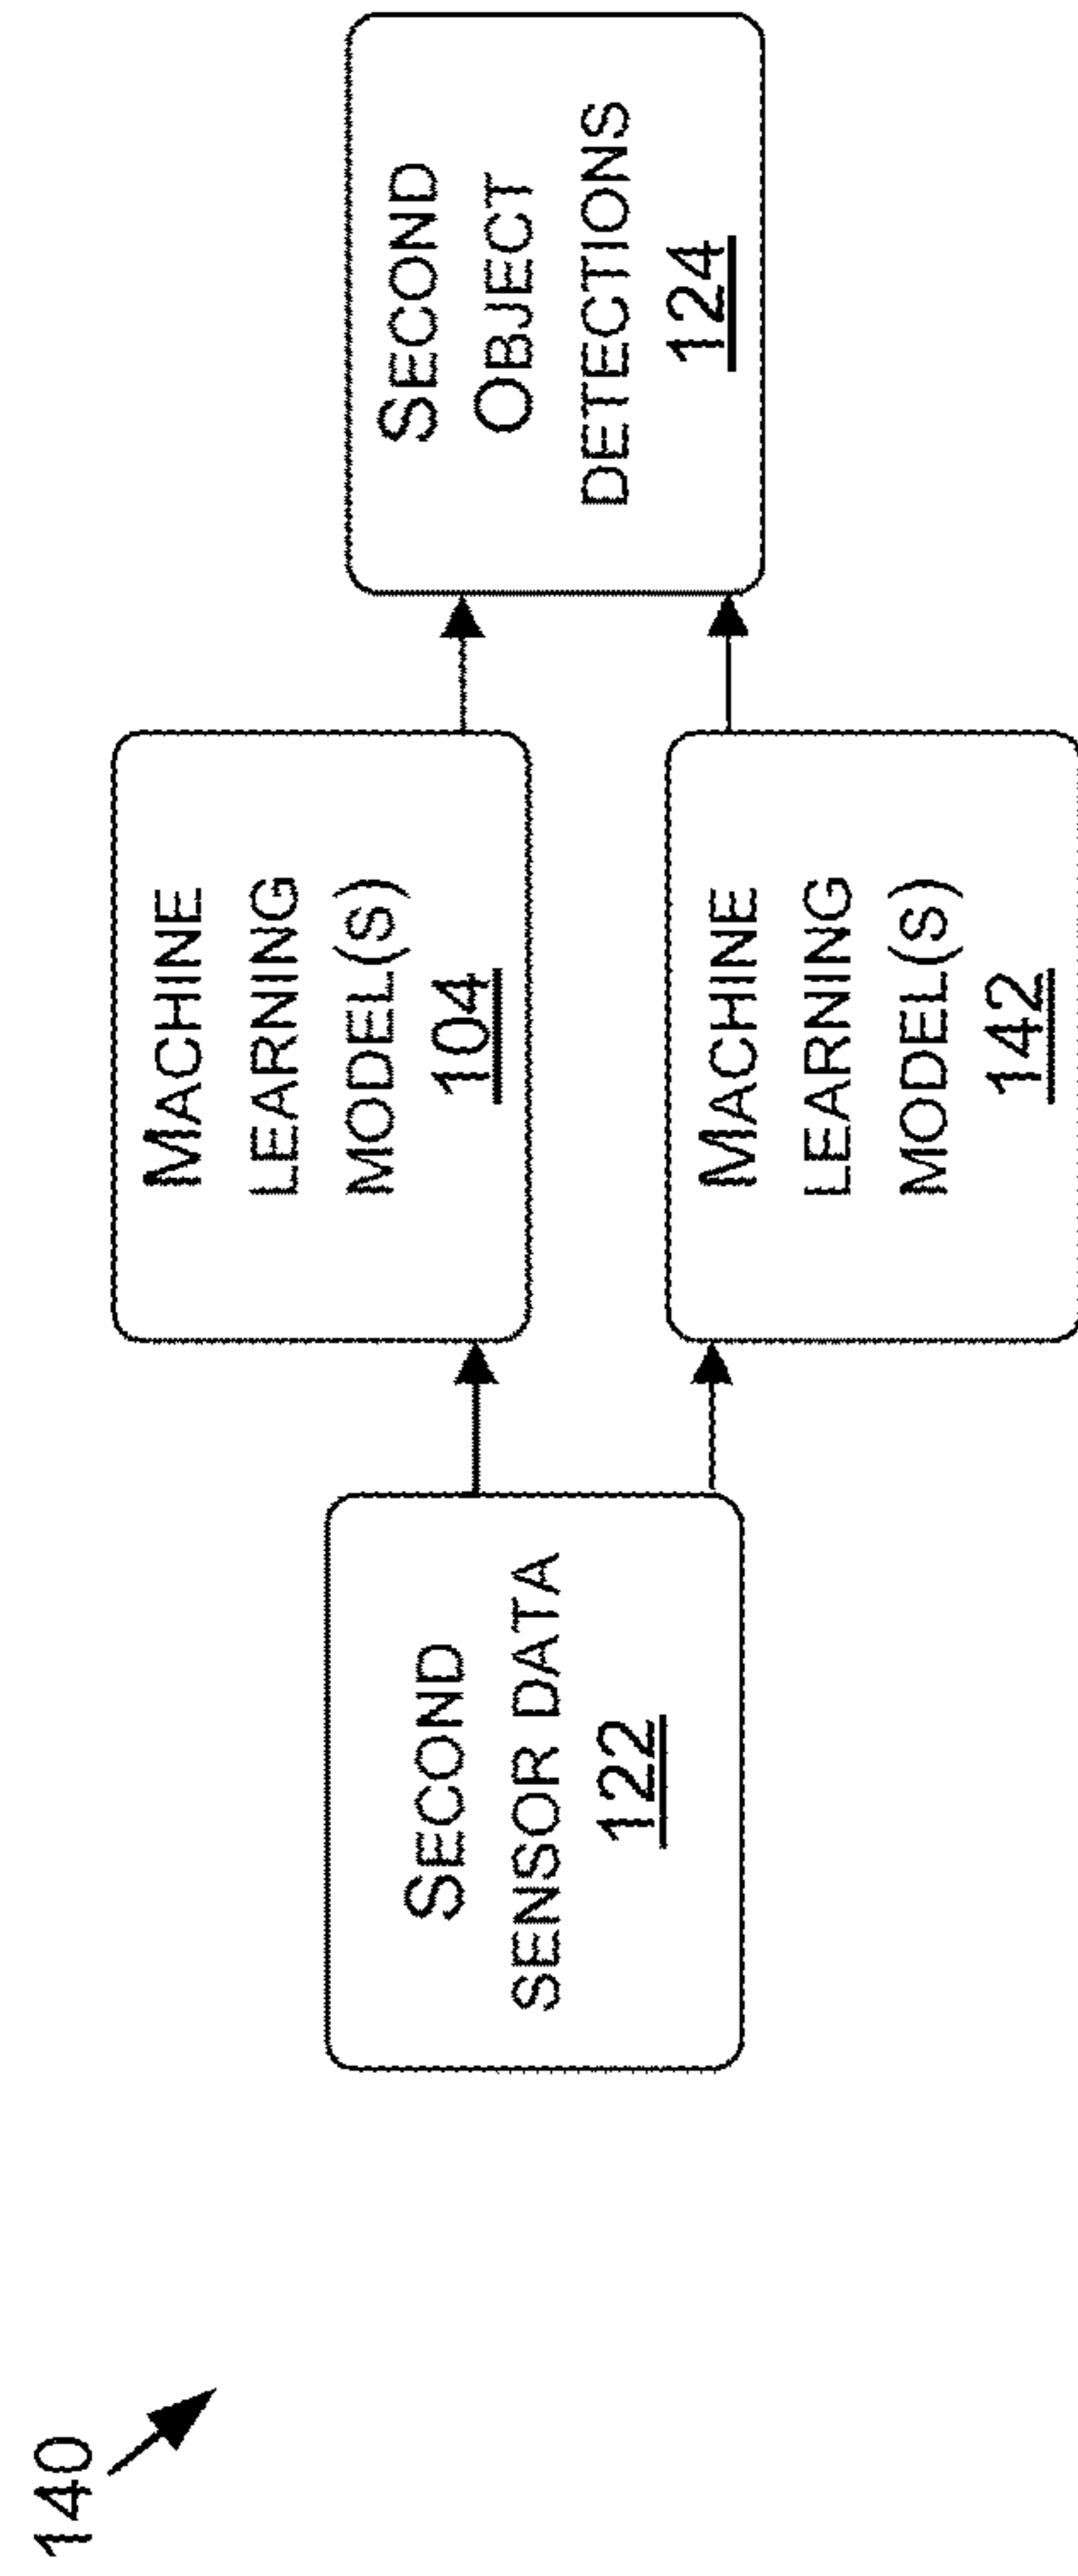 140
SECOND
SENSOR DATA
122
MACHINE
LEARNING
MODEL(S)
104
MACHINE
LEARNING
MODEL(S)
142
SECOND
OBJECT
DETECTIONS
124